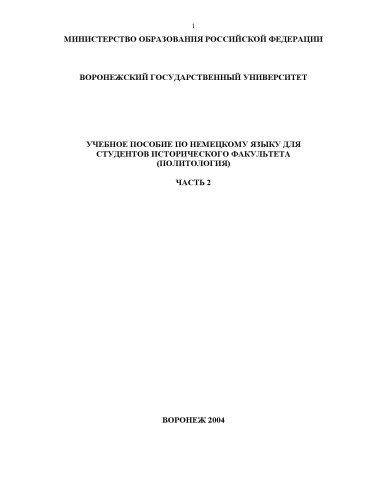 1
МИНИСТЕРСТВО ОБРАЗОВАНИЯ РОССИЙСКОЙ ФЕДЕРАЦИИ
ВОРОНЕЖСКИЙ ГОСУДАРСТВЕННЫЙ УНИВЕРСИТЕТ
УЧЕБНОЕ ПОСОБИЕ ПО НЕМЕЦКОМУ ЯЗЫКУ ДЛЯ
СТУДЕНТОВ ИСТОРИЧЕСКОГО ФАКУЛЬТЕТА
(ПОЛИТОЛОГИЯ)
ЧАСТЬ 2
ВОРОНЕЖ 2004